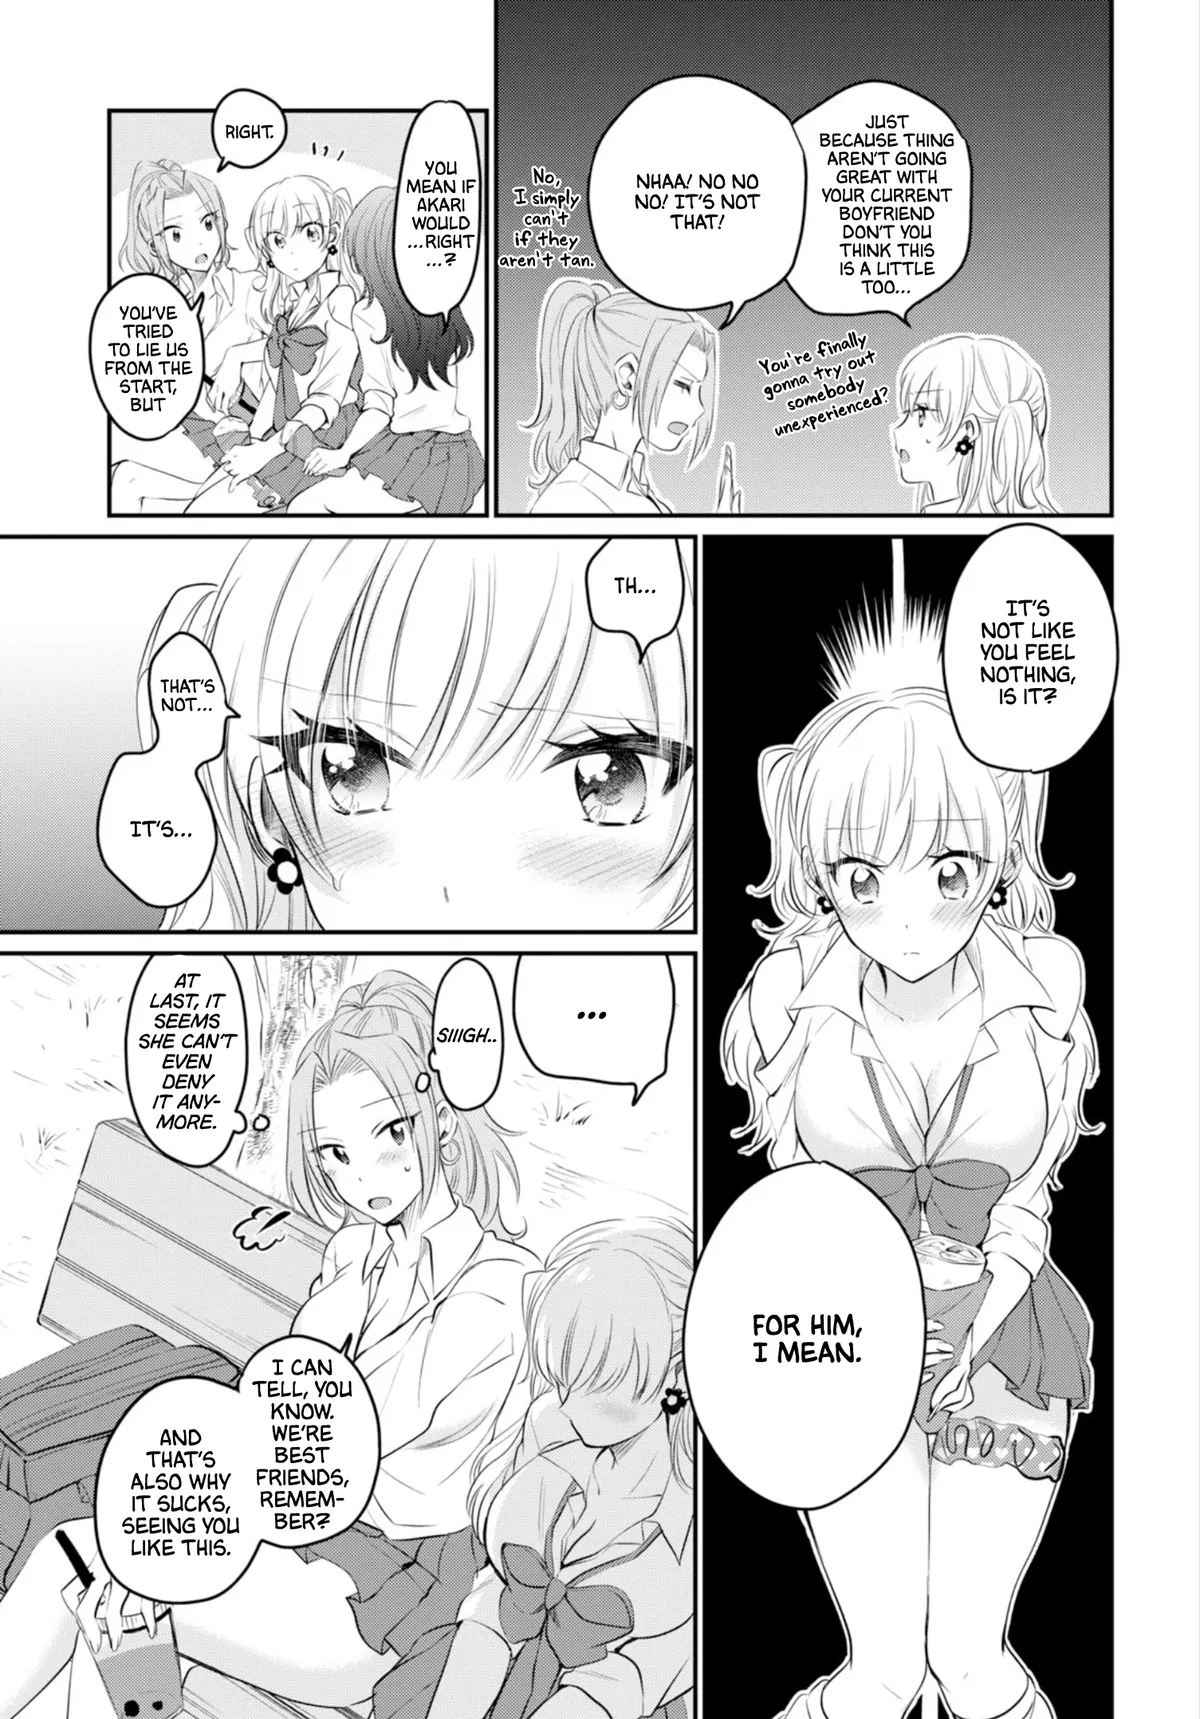 JUST
BECAUSE THING
AREN'T GOING
GREAT WITH
YOUR CURRENT
BOYFRIEND
DON'T YOU
THINK THIS
IS A LITTLE
TOO...
You're finally
gonna try out
somebody
unexperienced?
NHAA! NO NO
NO! IT'S NOT
THAT!
No,
I simply
can't
if they
aren't tan.
YOU
MEAN IF
AKARI
WOULD
...RIGHT
...?
RIGHT.
YOU'VE
TRIED
TO LIE US
FROM THE
START,
BUT
IT'S
NOT LIKE
YOU FEEL
NOTHING,
IS IT?
FOR HIM,
I MEAN.
TH...
THAT'S
NOT...
IT'S...
...
SIIIGH..
AT
LAST, IT
SEEMS
SHE CAN'T
EVEN
DENY
IT ANY-
MORE.
I CAN
TELL, YOU
KNOW.
WE'RE
BEST
FRIENDS,
REMEM-
BER?
AND
THAT'S
ALSO WHY
IT SUCKS,
SEEING YOU
LIKE THIS.